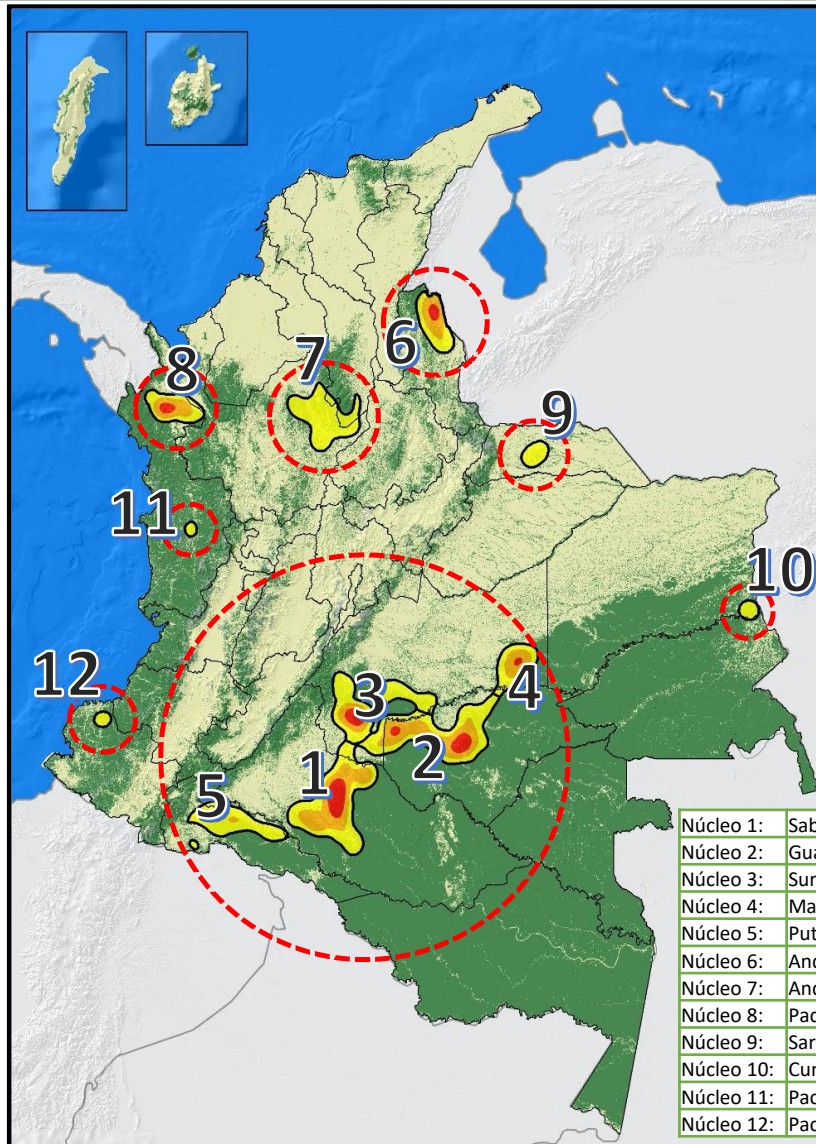 6
7
8
9
11
10
12
3
4
2
1
5
Núcleo 1: Sab
Núcleo 2: Gua
Núcleo 3: Sur
Núcleo 4: Ma
Núcleo 5: Put
Núcleo 6: And
Núcleo 7: And
Núcleo 8: Pac
Núcleo 9: Sar
Núcleo 10: Cum
Núcleo 11: Pac
Núcleo 12: Pac